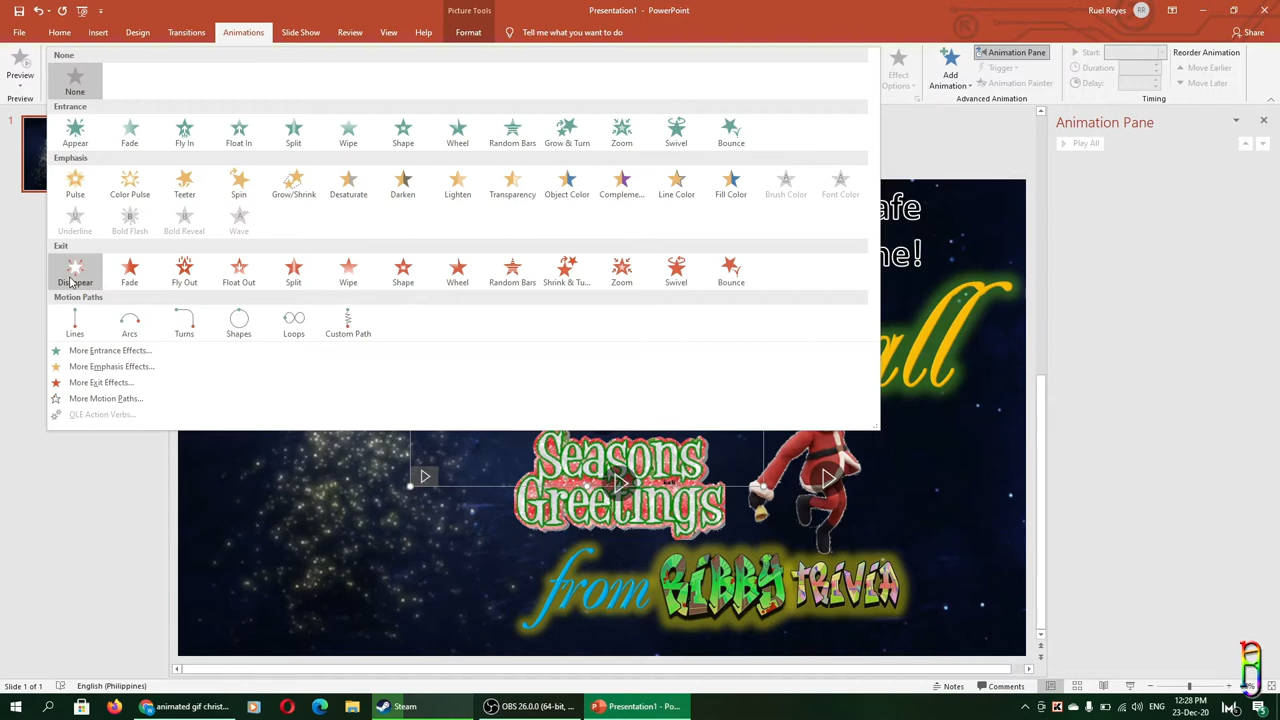 Picture Tools
Presentation1 - PowerPoint
Ruel Reyes
RR
File Home Insert Design Transitions Animations Slide Show Review View Help Format Tell me what you want to do
Share
Preview
Preview
None
None
Entrance
Appear Fade Fly In Float In Split Wipe Shape Wheel Random Bars Grow & Turn Zoom Swivel Bounce
Emphasis
Pulse Color Pulse Teeter Spin Grow/Shrink Desaturate Darken Lighten Transparency Object Color Compleme... Line Color Fill Color Brush Color Font Color
Underline Bold Flash Bold Reveal Wave
Exit
Disappear Fade Fly Out Float Out Split Wipe Shape Wheel Random Bars Shrink & Tu... Zoom Swivel Bounce
Motion Paths
Lines Arcs Turns Shapes Loops Custom Path
More Entrance Effects...
More Emphasis Effects...
More Exit Effects...
More Motion Paths...
OLE Action Verbs...
Effect
Options
Add
Animation
Animation Pane
Trigger
Animation Painter
Advanced Animation
Start:
Duration:
Delay:
Reorder Animation
Move Earlier
Move Later
Timing
Animation Pane
Play All
1
afe
e!
all
Seasons
Greetings
from RiBBY TRiViA
Slide 1 of 1
English (Philippines)
Notes
Comments
animated gif christ...
Steam
OBS 26.0.0 (64-bit, ...
Presentation1 - Po...
ENG
12:28 PM
23-Dec-20